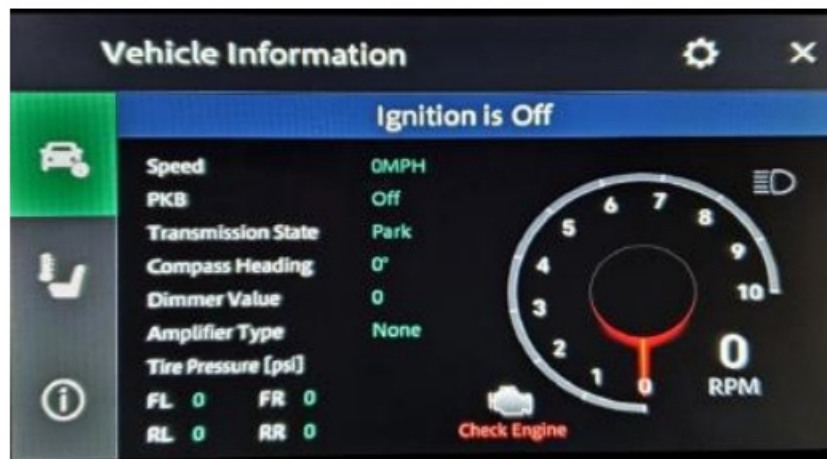 Vehicle Information
Ignition is Off
Speed 0MPH
PKB Off
Transmission State Park
Compass Heading 0°
Dimmer Value 0
Amplifier Type None
Tire Pressure [psi]
FL 0 FR 0
RL 0 RR 0
0
1
2
3
4
5
6
7
8
9
10
0
RPM
Check Engine